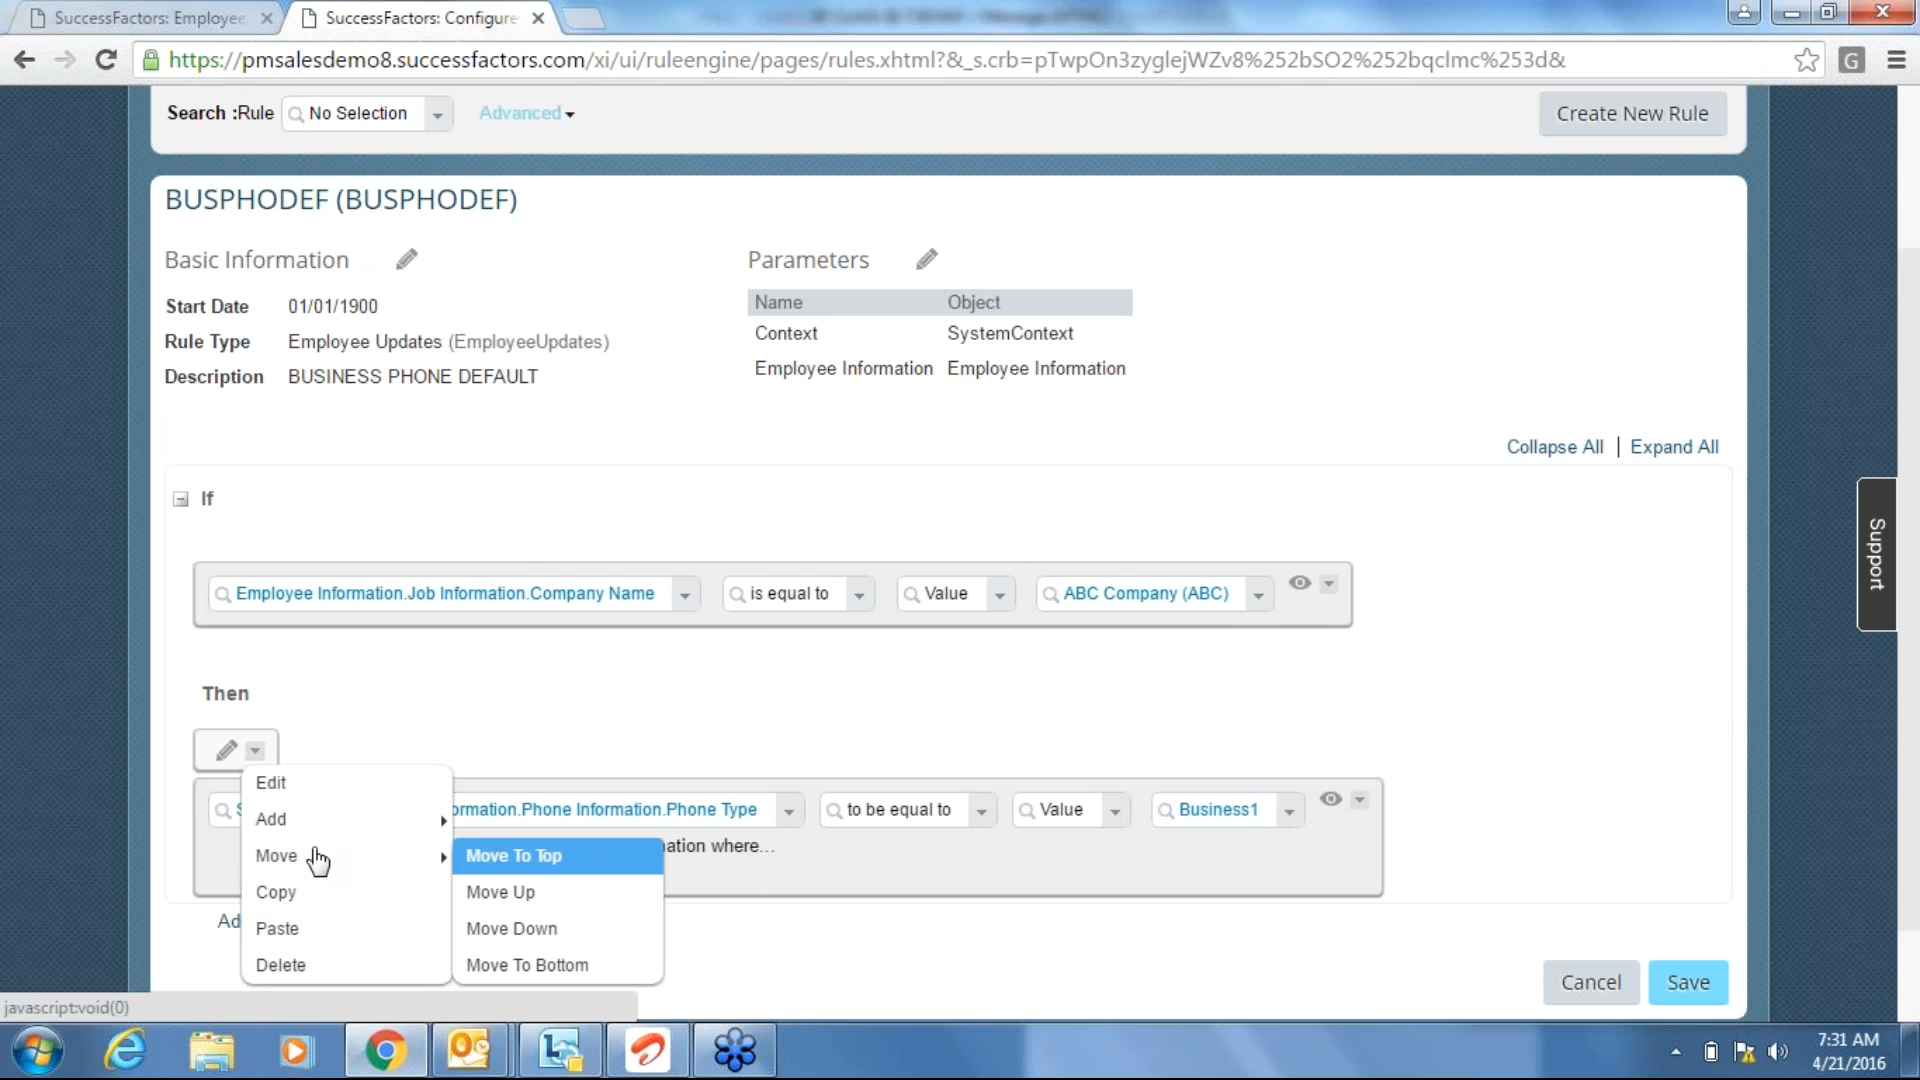 SuccessFactors: Employee
SuccessFactors: Configure
https://pmsalesdemo8.successfactors.com/xi/ui/ruleengine/pages/rules.xhtml?&_s.crb=pTwpOn3zyglejWZv8%252bSO2%252bqclmc%253d&
G
Search :Rule
No Selection
Advanced
Create New Rule
BUSPHODEF (BUSPHODEF)
Basic Information
Start Date 01/01/1900
Rule Type Employee Updates (EmployeeUpdates)
Description BUSINESS PHONE DEFAULT
Parameters
Name Object
Context SystemContext
Employee Information Employee Information
Collapse All | Expand All
If
Employee Information.Job Information.Company Name is equal to Value ABC Company (ABC)
Then
ormation.Phone Information.Phone Type to be equal to Value Business1
ation where...
Ad
Edit
Add
Move
Copy
Paste
Delete
Move To Top
Move Up
Move Down
Move To Bottom
Cancel
Save
Support
javascript:void(0)
7:31 AM
4/21/2016